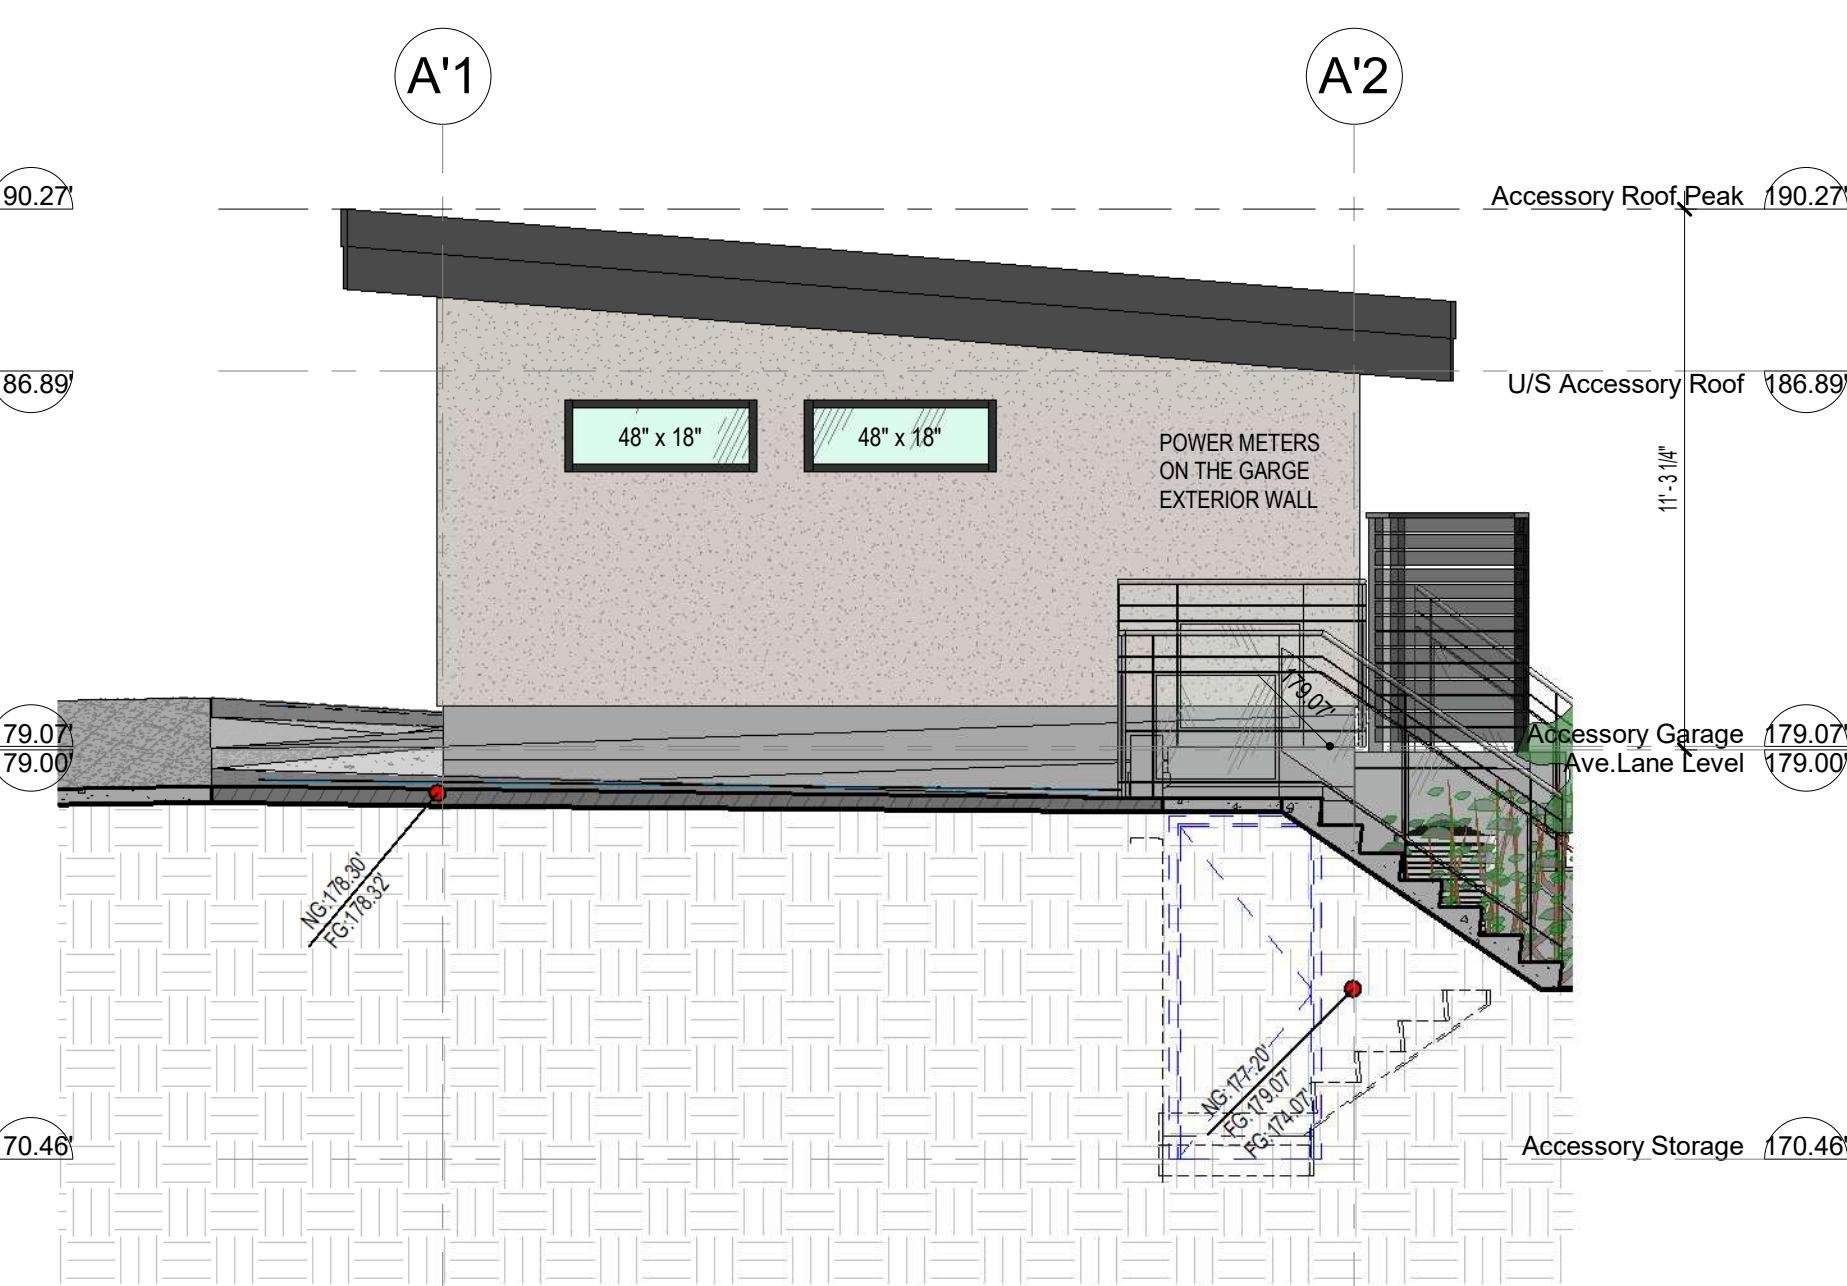 A'1
A'2
90.27'
Accessory Roof Peak 190.27'
86.89'
U/S Accessory Roof 186.89'
48" x 18"
48" x 18"
POWER METERS
ON THE GARGE
EXTERIOR WALL
11'-3 1/4"
179.07'
79.07'
Accessory Garage 179.07'
79.00'
Ave.Lane Level 179.00'
NG:178.30'
FG:178.32'
NG:177.20'
FG:179.07'
FG:174.07'
70.46'
Accessory Storage 170.46'